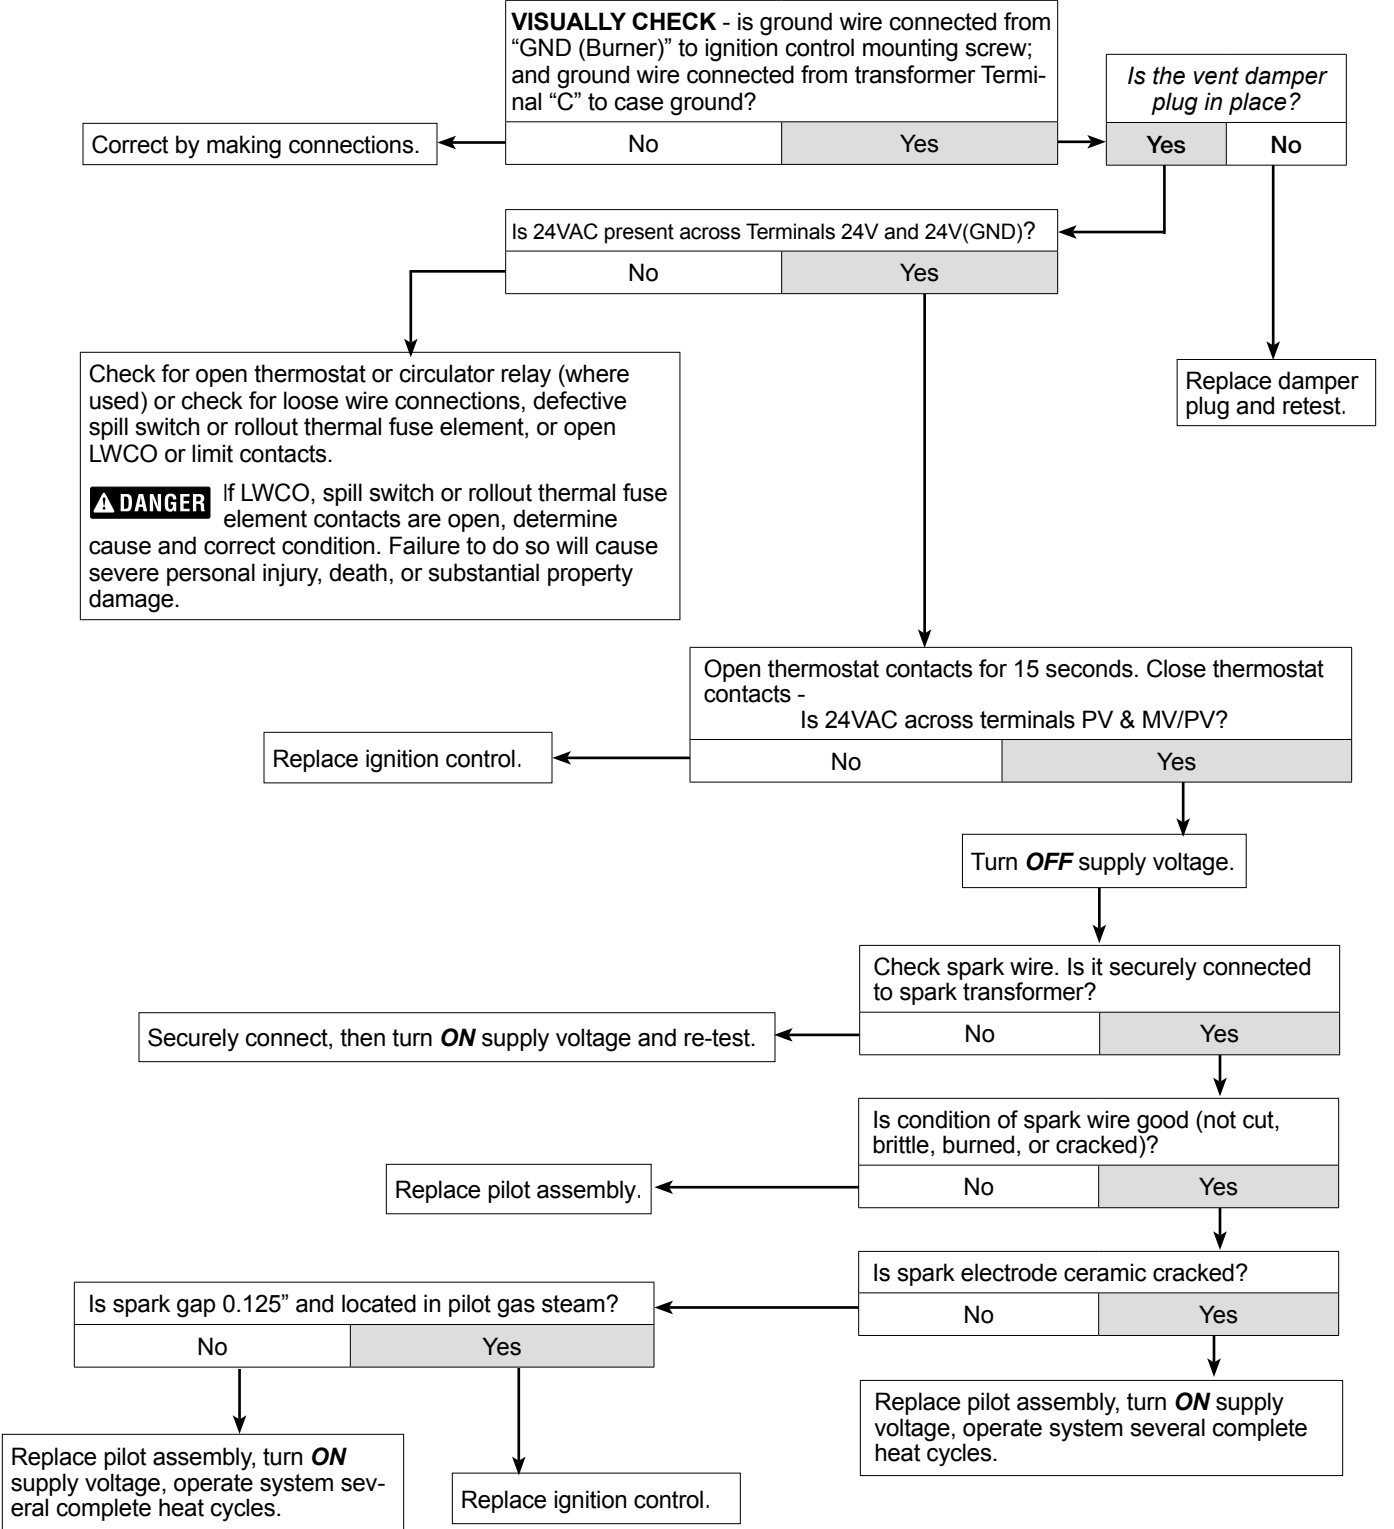 VISUALLY CHECK - is ground wire connected from
“GND (Burner)” to ignition control mounting screw;
and ground wire connected from transformer Termi-
nal “C” to case ground?
No
Yes
Correct by making connections.
Is the vent damper
plug in place?
Yes
No
Is 24VAC present across Terminals 24V and 24V(GND)?
No
Yes
Replace damper
plug and retest.
Check for open thermostat or circulator relay (where
used) or check for loose wire connections, defective
spill switch or rollout thermal fuse element, or open
LWCO or limit contacts.
DANGER If LWCO, spill switch or rollout thermal fuse
element contacts are open, determine
cause and correct condition. Failure to do so will cause
severe personal injury, death, or substantial property
damage.
Open thermostat contacts for 15 seconds. Close thermostat
contacts -
Is 24VAC across terminals PV & MV/PV?
No
Yes
Replace ignition control.
Turn OFF supply voltage.
Check spark wire. Is it securely connected
to spark transformer?
No
Yes
Securely connect, then turn ON supply voltage and re-test.
Is condition of spark wire good (not cut,
brittle, burned, or cracked)?
No
Yes
Replace pilot assembly.
Is spark electrode ceramic cracked?
No
Yes
Is spark gap 0.125” and located in pilot gas steam?
No
Yes
Replace pilot assembly, turn ON supply
voltage, operate system several complete
heat cycles.
Replace pilot assembly, turn ON
supply voltage, operate system sev-
eral complete heat cycles.
Replace ignition control.